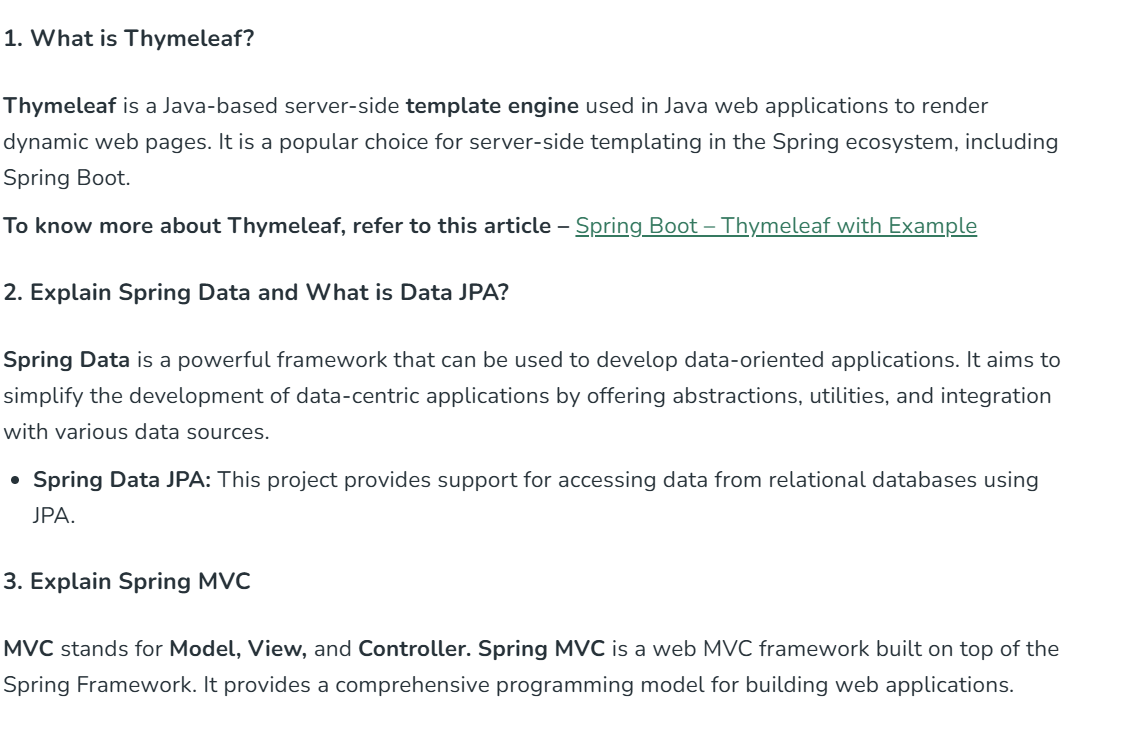 1. What is Thymeleaf?
Thymeleaf is a Java-based server-side template engine used in Java web applications to render
dynamic web pages. It is a popular choice for server-side templating in the Spring ecosystem, including
Spring Boot.
To know more about Thymeleaf, refer to this article – Spring Boot – Thymeleaf with Example
2. Explain Spring Data and What is Data JPA?
Spring Data is a powerful framework that can be used to develop data-oriented applications. It aims to
simplify the development of data-centric applications by offering abstractions, utilities, and integration
with various data sources.
• Spring Data JPA: This project provides support for accessing data from relational databases using
JPA.
3. Explain Spring MVC
MVC stands for Model, View, and Controller. Spring MVC is a web MVC framework built on top of the
Spring Framework. It provides a comprehensive programming model for building web applications.